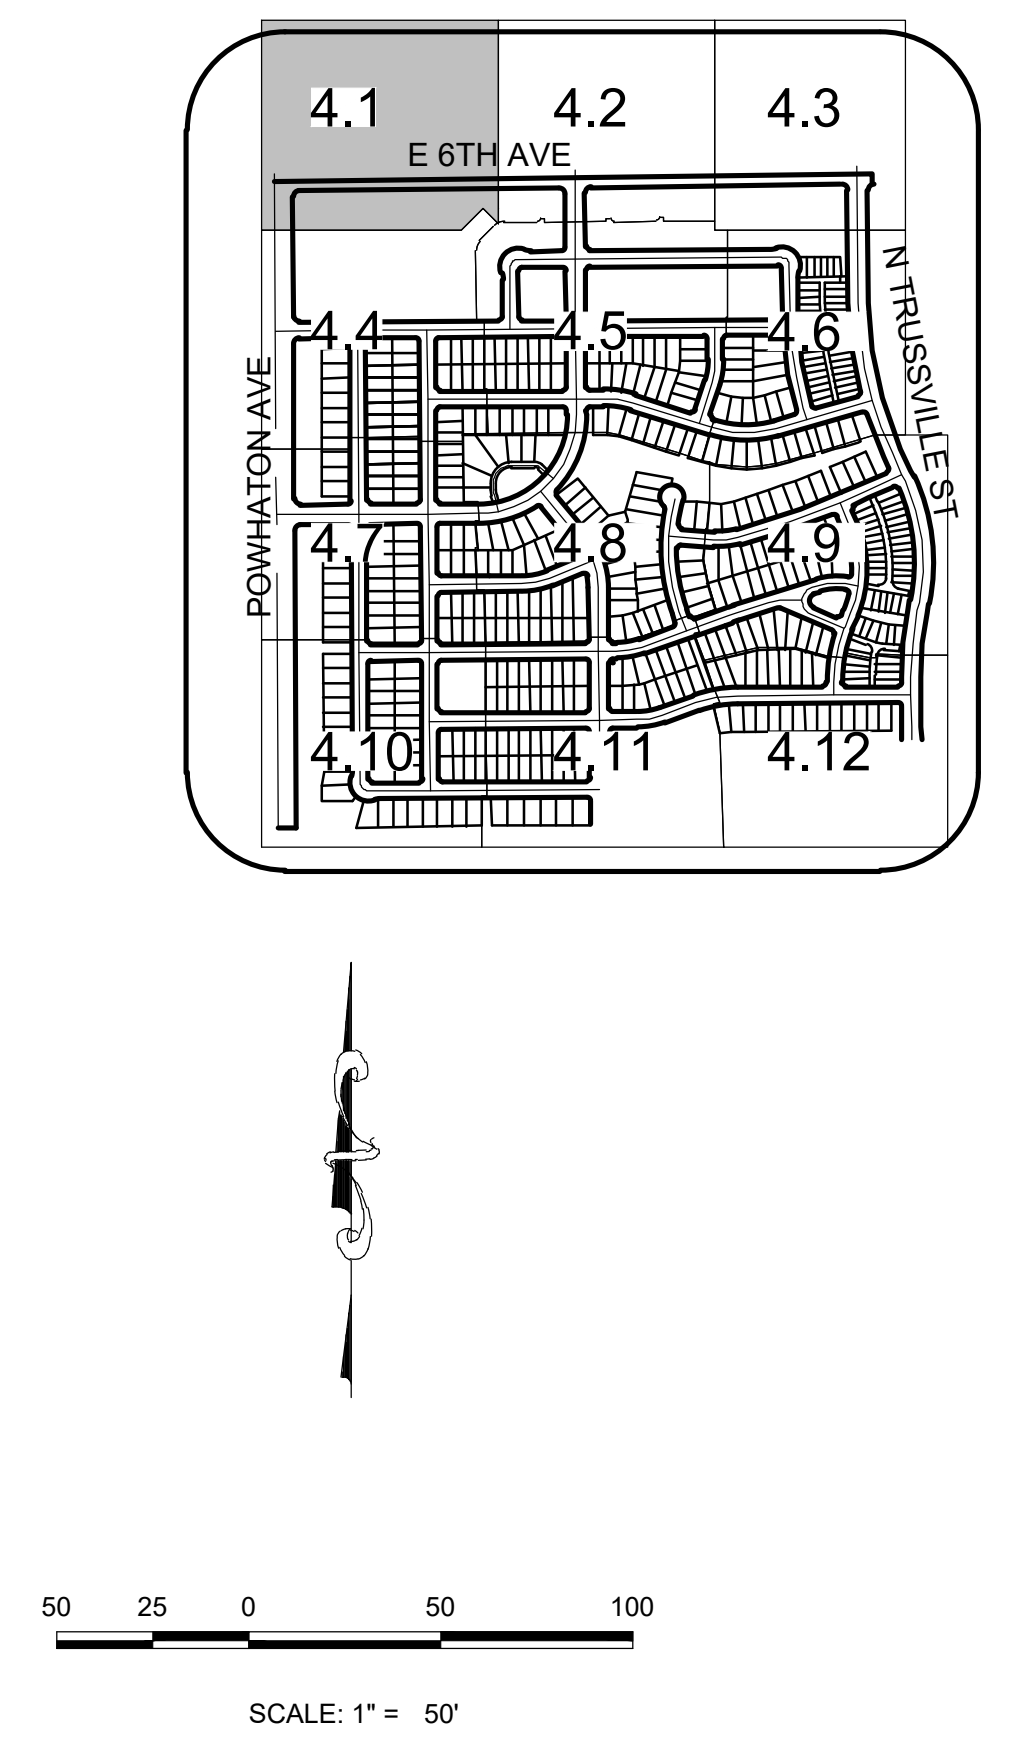 4.1 4.2 4.3
E 6TH AVE
N TRUSSVILLE ST
4.4 4.5 4.6
POWHATON AVE
4.7 4.8 4.9
4.10 4.11 4.12
50 25 0 50 100
SCALE: 1" = 50'